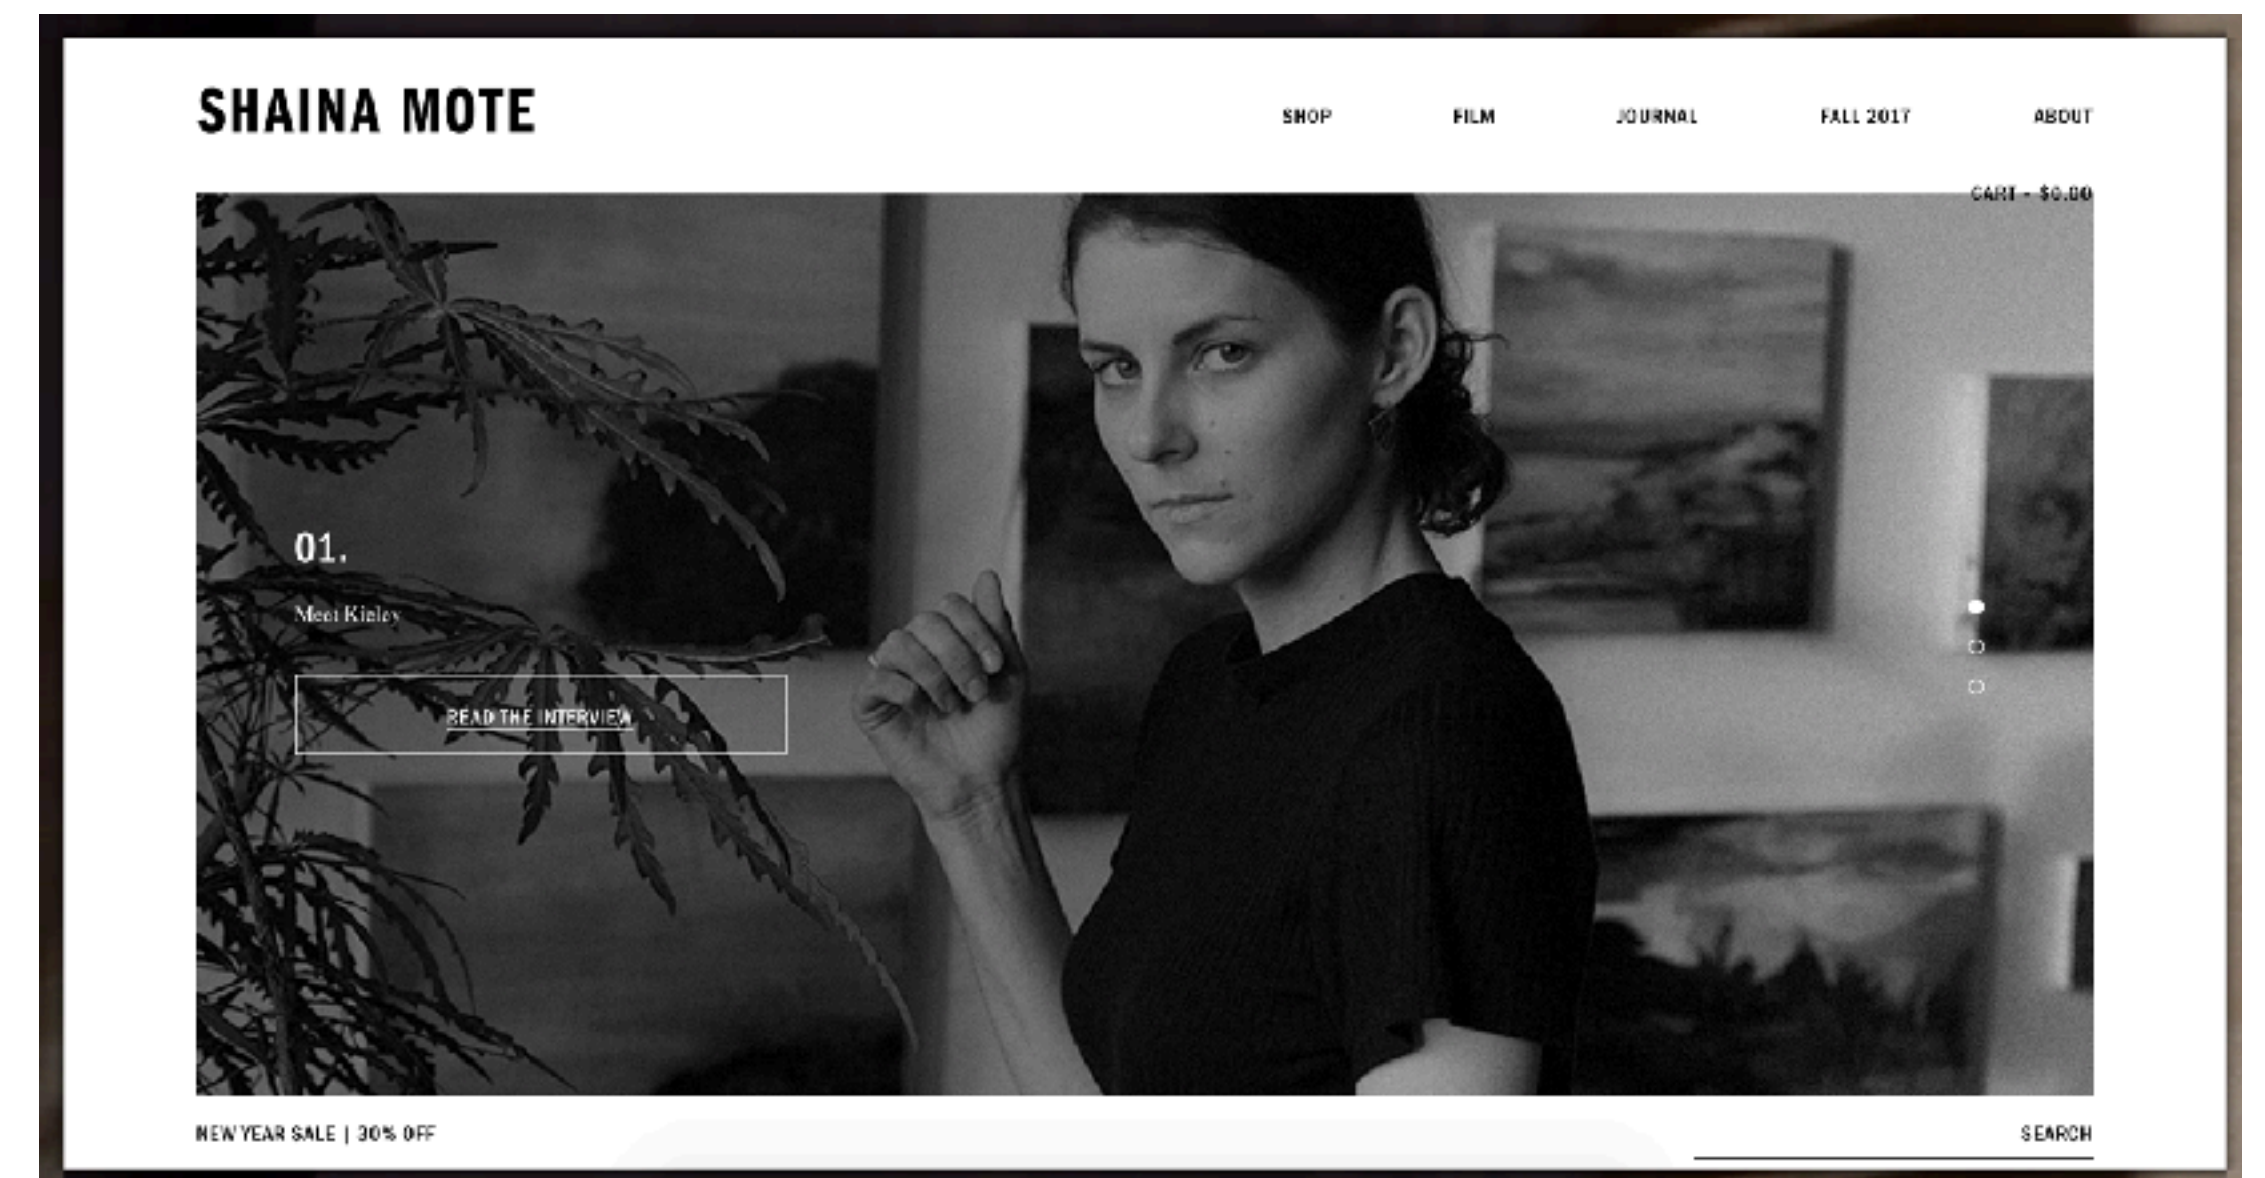 SHAINA MOTE
SHOP FILM JOURNAL FALL 2017 ABOUT
CART - $0.00
01.
Meet Kieley
READ THE INTERVIEW
NEW YEAR SALE | 30% OFF
SEARCH